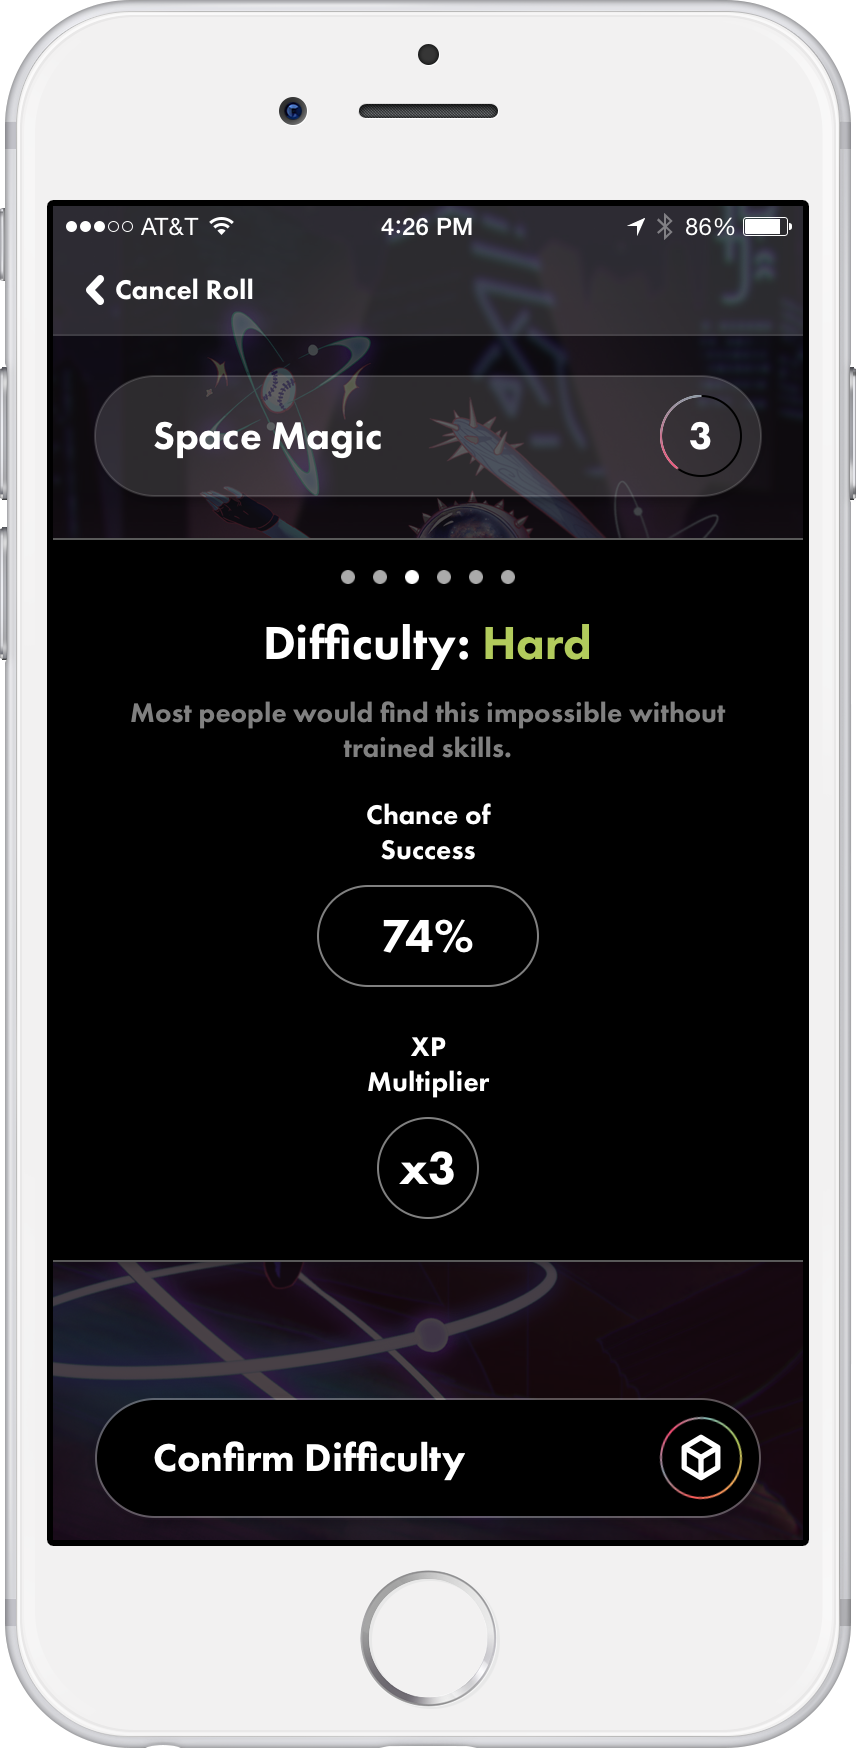 AT&T
4:26 PM
86%
Cancel Roll
Space Magic
3
Difficulty: Hard
Most people would find this impossible without
trained skills.
Chance of
Success
74%
XP
Multiplier
x3
Confirm Difficulty